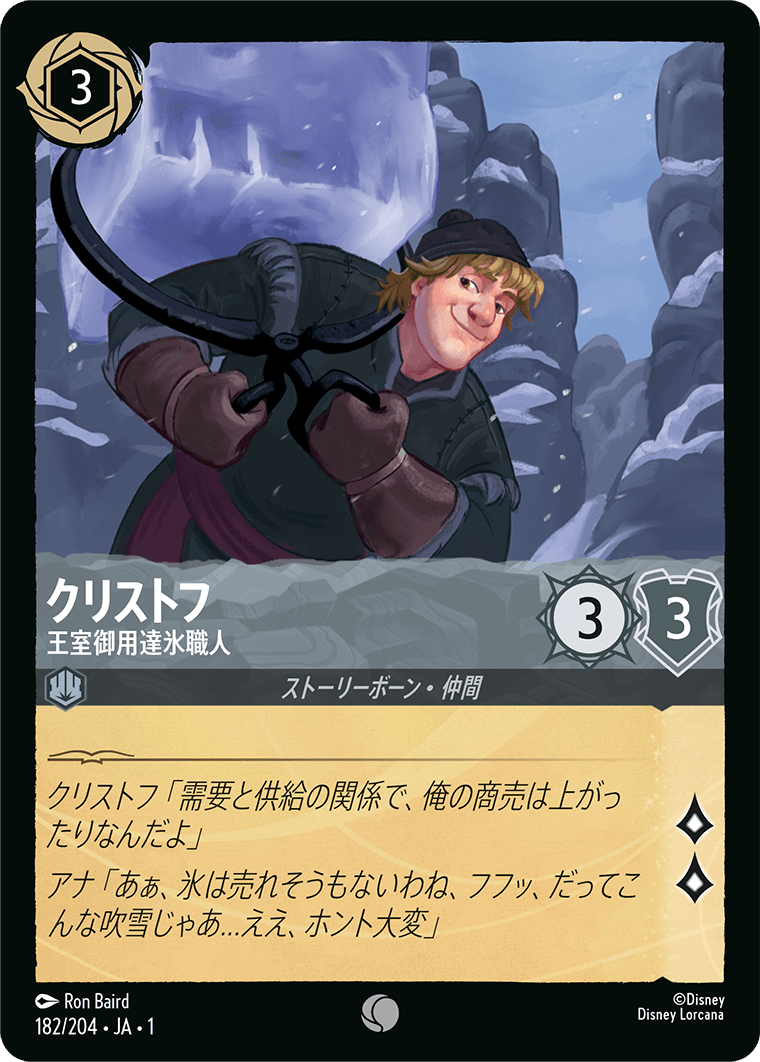 3
クリストフ
王室御用達氷職人
3
3
ストーリーボーン・仲間
クリストフ「需要と供給の関係で、俺の商売は上がっ
たりなんだよ」
アナ「あぁ、氷は売れそうもないわね、フフッ、だってこ
んな吹雪じゃあ...ええ、ホント大変」
Ron Baird
182/204 • JA • 1
©Disney
Disney Lorcana